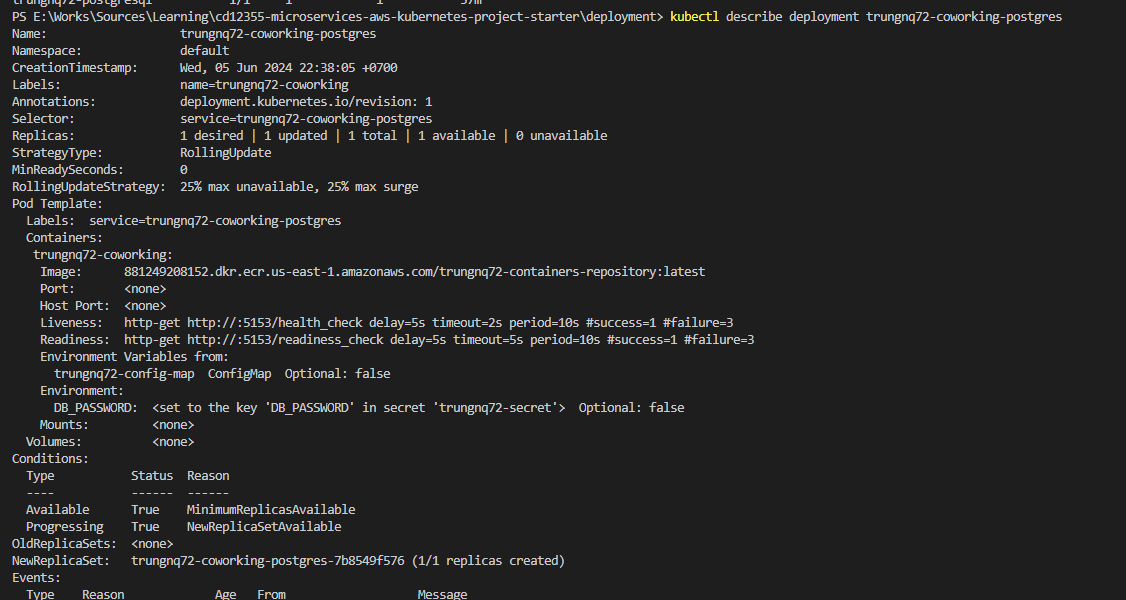 trungnq72-postgresql 1/1 1 1 57m
PS E:\Works\Sources\Learning\cd12355-microservices-aws-kubernetes-project-starter\deployment> kubectl describe deployment trungnq72-coworking-postgres
Name: trungnq72-coworking-postgres
Namespace: default
CreationTimestamp: Wed, 05 Jun 2024 22:38:05 +0700
Labels: name=trungnq72-coworking
Annotations: deployment.kubernetes.io/revision: 1
Selector: service=trungnq72-coworking-postgres
Replicas: 1 desired | 1 updated | 1 total | 1 available | 0 unavailable
StrategyType: RollingUpdate
MinReadySeconds: 0
RollingUpdateStrategy: 25% max unavailable, 25% max surge
Pod Template:
Labels: service=trungnq72-coworking-postgres
Containers:
trungnq72-coworking:
Image: 881249208152.dkr.ecr.us-east-1.amazonaws.com/trungnq72-containers-repository:latest
Port: <none>
Host Port: <none>
Liveness: http-get http://:5153/health_check delay=5s timeout=2s period=10s #success=1 #failure=3
Readiness: http-get http://:5153/readiness_check delay=5s timeout=5s period=10s #success=1 #failure=3
Environment Variables from:
trungnq72-config-map ConfigMap Optional: false
Environment:
DB_PASSWORD: <set to the key 'DB_PASSWORD' in secret 'trungnq72-secret'> Optional: false
Mounts: <none>
Volumes: <none>
Conditions:
Type Status Reason
---- ------ ------
Available True MinimumReplicasAvailable
Progressing True NewReplicaSetAvailable
OldReplicaSets: <none>
NewReplicaSet: trungnq72-coworking-postgres-7b8549f576 (1/1 replicas created)
Events:
Type Reason Age From Message